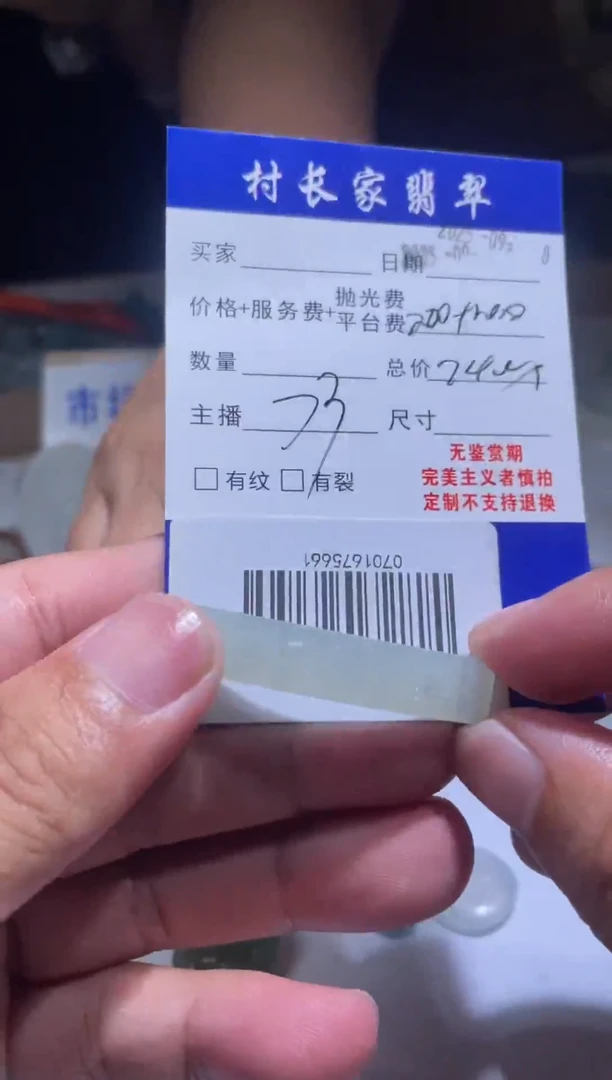 村长家翡翠
买家 日期
价格+服务费+抛光费
平台费
数量 总价
主播 尺寸
□有纹 □有裂
无鉴赏期
完美主义者慎拍
定制不支持退换
0701675661
市场